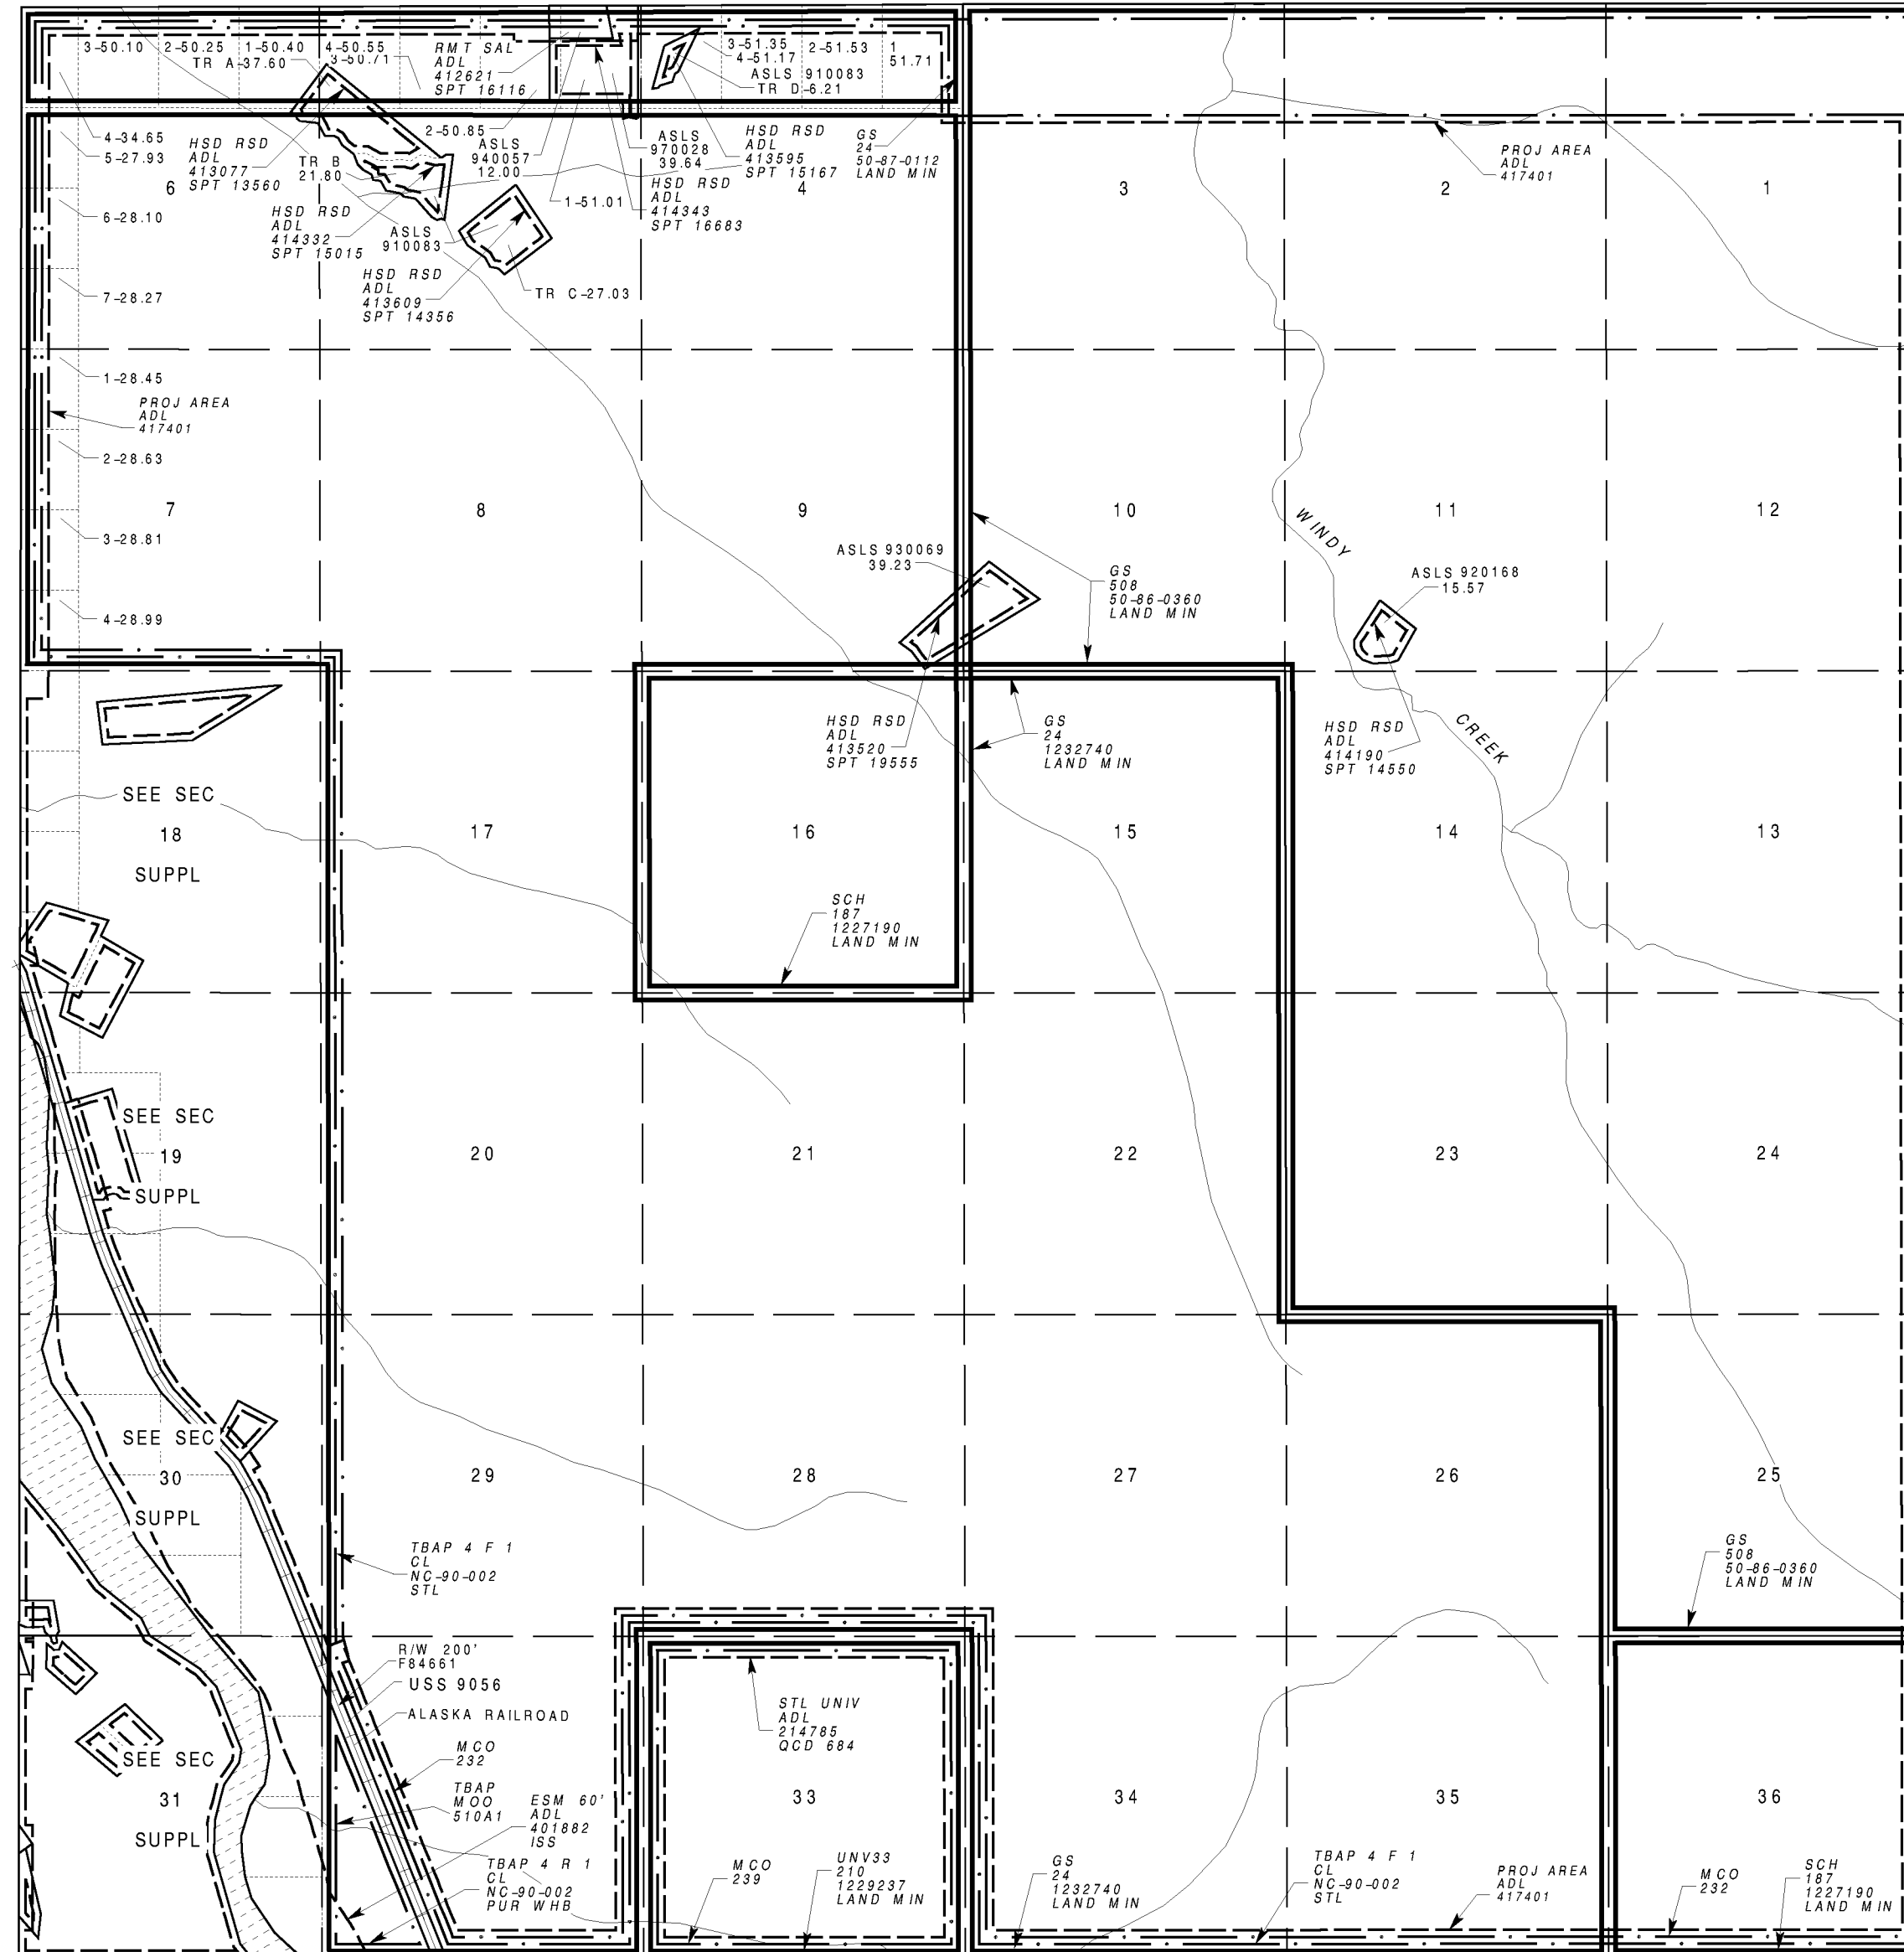 3-50.10
2-50.25
1-50.40
4-50.55
3-50.71
TR A-37.60
RMT SAL
ADL
412621
SPT 16116
3-51.35
4-51.17
2-51.53
1
51.71
ASLS 910083
TR D-6.21
4-34.65
5-27.93
6-28.10
7-28.27
1-28.45
2-28.63
3-28.81
4-28.99
HSD RSD
ADL
413077
SPT 13560
6
TR B
21.80
2-50.85
ASLS
940057
12.00
1-51.01
ASLS
970028
39.64
HSD RSD
ADL
413595
SPT 15167
GS
24
50-87-0112
LAND MIN
HSD RSD
ADL
414343
SPT 16683
4
HSD RSD
ADL
414332
SPT 15015
ASLS
910083
HSD RSD
ADL
413609
SPT 14356
TR C-27.03
3
2
1
PROJ AREA
ADL
417401
PROJ AREA
ADL
417401
7
8
9
10
11
12
WINDY
CREEK
ASLS 930069
39.23
GS
508
50-86-0360
LAND MIN
ASLS 920168
15.57
HSD RSD
ADL
413520
SPT 19555
GS
24
1232740
LAND MIN
HSD RSD
ADL
414190
SPT 14550
SEE SEC
18
SUPPL
17
16
15
14
13
SCH
187
1227190
LAND MIN
SEE SEC
19
SUPPL
20
21
22
23
24
SEE SEC
30
SUPPL
29
28
27
26
25
TBAP 4 F 1
CL
NC-90-002
STL
GS
508
50-86-0360
LAND MIN
R/W 200'
F84661
USS 9056
ALASKA RAILROAD
MCO
232
TBAP
MOO
510A1
ESM 60'
ADL
401882
ISS
TBAP 4 R 1
CL
NC-90-002
PUR WHB
SEE SEC
31
SUPPL
STL UNIV
ADL
214785
QCD 684
33
34
35
36
MCO
239
UNV33
210
1229237
LAND MIN
GS
24
1232740
LAND MIN
TBAP 4 F 1
CL
NC-90-002
STL
PROJ AREA
ADL
417401
MCO
232
SCH
187
1227190
LAND MIN